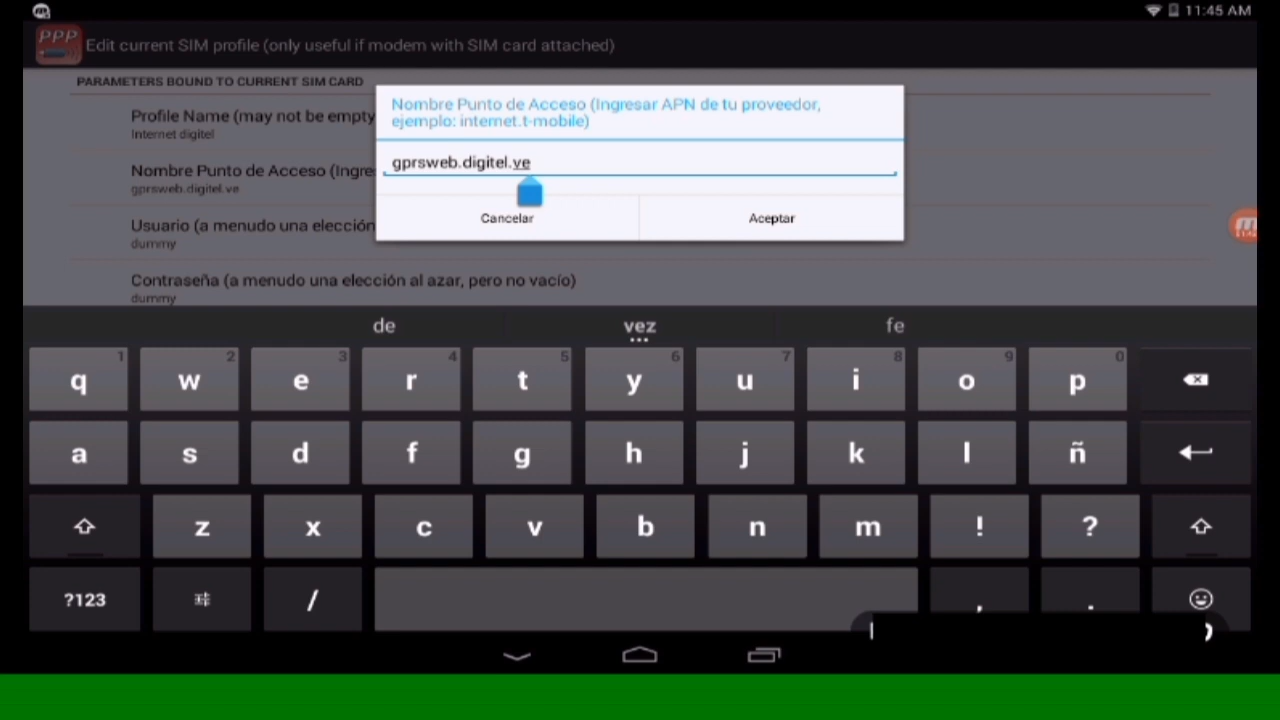 11:45 AM
PPP
Edit current SIM profile (only useful if modem with SIM card attached)
PARAMETERS BOUND TO CURRENT SIM CARD
Profile Name (may not be empty
Internet digitel
Nombre Punto de Acceso (Ingre
gprsweb.digitel.ve
Usuario (a menudo una elección
dummy
Contraseña (a menudo una elección al azar, pero no vacío)
dummy
Nombre Punto de Acceso (Ingresar APN de tu proveedor,
ejemplo: internet.t-mobile)
gprsweb.digitel.ve
Cancelar Aceptar
de vez fe
1 2 3 4 5 6 7 8 9 0
q w e r t y u i o p
a s d f g h j k l ñ
z x c v b n m ! ?
?123 / , .